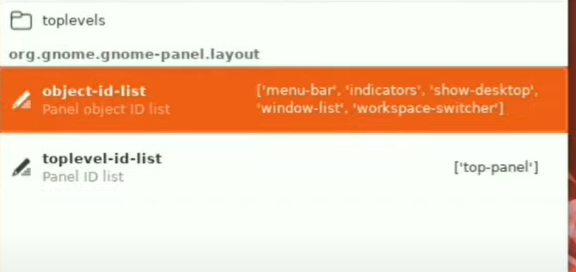 toplevels
org.gnome.gnome-panel.layout
object-id-list
Panel object ID list
['menu-bar', 'indicators', 'show-desktop',
'window-list', 'workspace-switcher']
toplevel-id-list
Panel ID list
['top-panel']